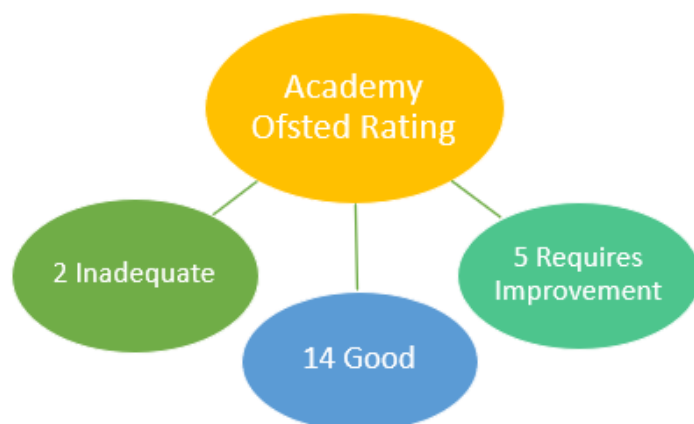 Academy
Ofsted Rating
2 Inadequate
5 Requires
Improvement
14 Good